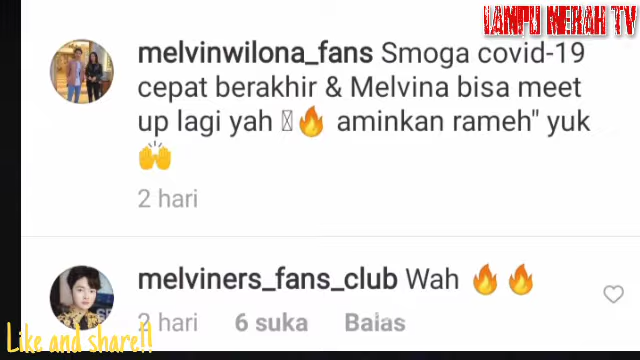 LAMPU MERAH TV
melvinwilona_fans Smoga covid-19
cepat berakhir & Melvina bisa meet
up lagi yah 🔥 aminkan rameh" yuk
🙌
2 hari
melviners_fans_club Wah 🔥🔥
2 hari 6 suka Balas
Like and share!!